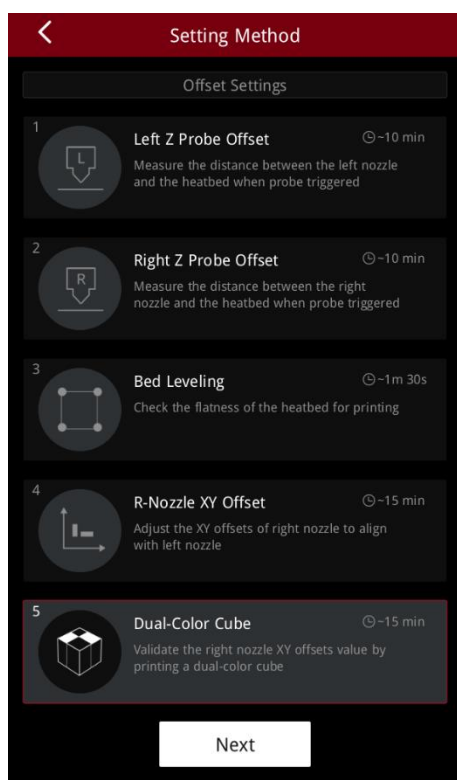 Setting Method
Offset Settings
1
Left Z Probe Offset
~10 min
Measure the distance between the left nozzle
and the heatbed when probe triggered
2
Right Z Probe Offset
~10 min
Measure the distance between the right
nozzle and the heatbed when probe triggered
3
Bed Leveling
~1m 30s
Check the flatness of the heatbed for printing
4
R-Nozzle XY Offset
~15 min
Adjust the XY offsets of right nozzle to align
with left nozzle
5
Dual-Color Cube
~15 min
Validate the right nozzle XY offsets value by
printing a dual-color cube
L
R
Next